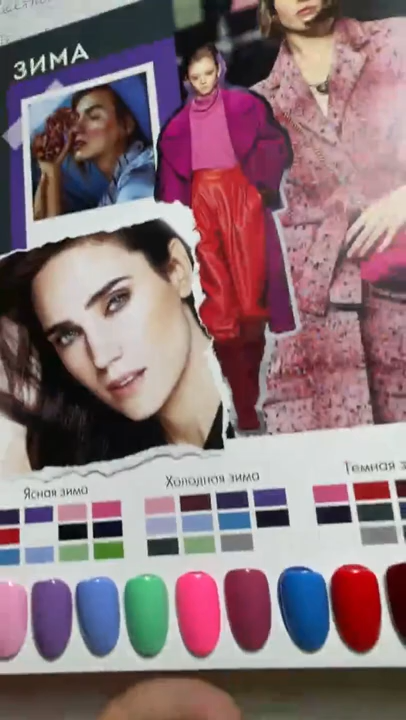 ЗИМА
Ясная зима
Холодная зима
Темная з